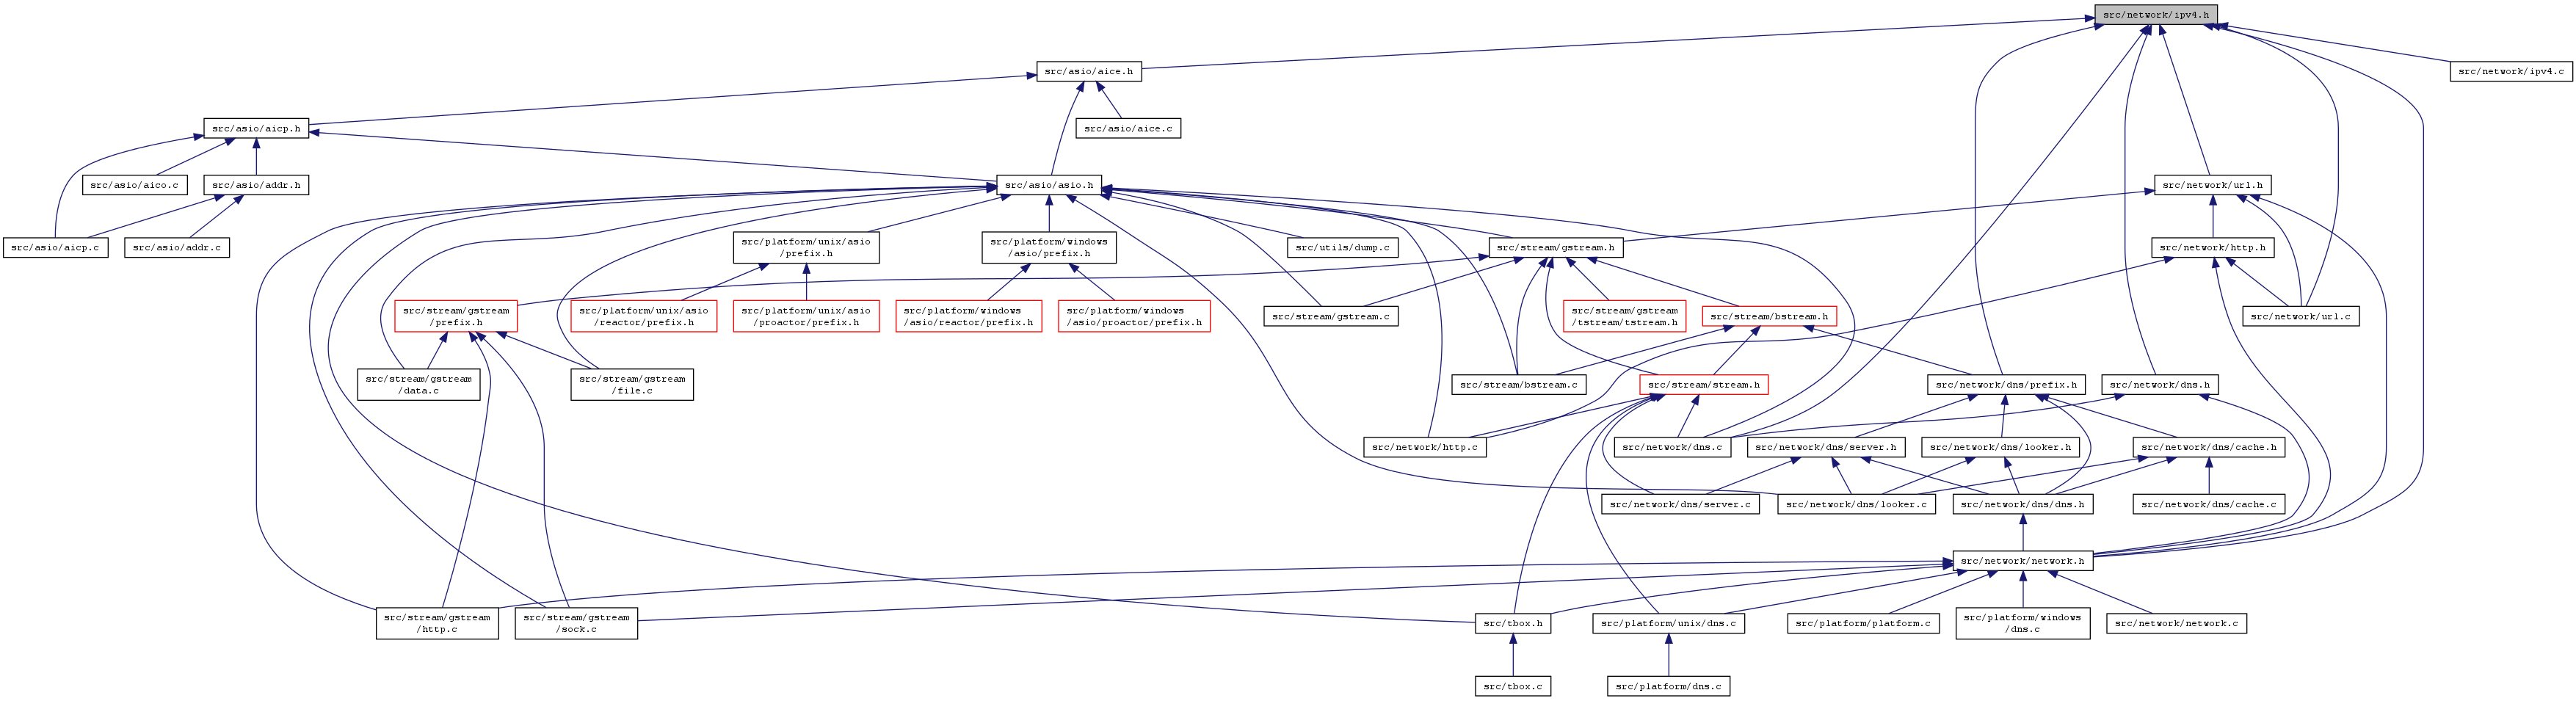 src/network/ipv4.h
src/asio/aice.h
src/network/ipv4.c
src/asio/aicp.h
src/asio/aice.c
src/asio/aico.c
src/asio/addr.h
src/asio/asio.h
src/network/url.h
src/asio/aicp.c
src/asio/addr.c
src/platform/unix/asio
/prefix.h
src/platform/windows
/asio/prefix.h
src/utils/dump.c
src/stream/gstream.h
src/network/http.h
src/stream/gstream
/prefix.h
src/platform/unix/asio
/reactor/prefix.h
src/platform/unix/asio
/proactor/prefix.h
src/platform/windows
/asio/reactor/prefix.h
src/platform/windows
/asio/proactor/prefix.h
src/stream/gstream.c
src/stream/gstream
/tstream/tstream.h
src/stream/bstream.h
src/network/url.c
src/stream/gstream
/data.c
src/stream/gstream
/file.c
src/stream/bstream.c
src/stream/stream.h
src/network/dns/prefix.h
src/network/dns.h
src/network/http.c
src/network/dns.c
src/network/dns/server.h
src/network/dns/looker.h
src/network/dns/cache.h
src/network/dns/server.c
src/network/dns/looker.c
src/network/dns/dns.h
src/network/dns/cache.c
src/network/network.h
src/stream/gstream
/http.c
src/stream/gstream
/sock.c
src/tbox.h
src/platform/unix/dns.c
src/platform/platform.c
src/platform/windows
/dns.c
src/network/network.c
src/tbox.c
src/platform/dns.c